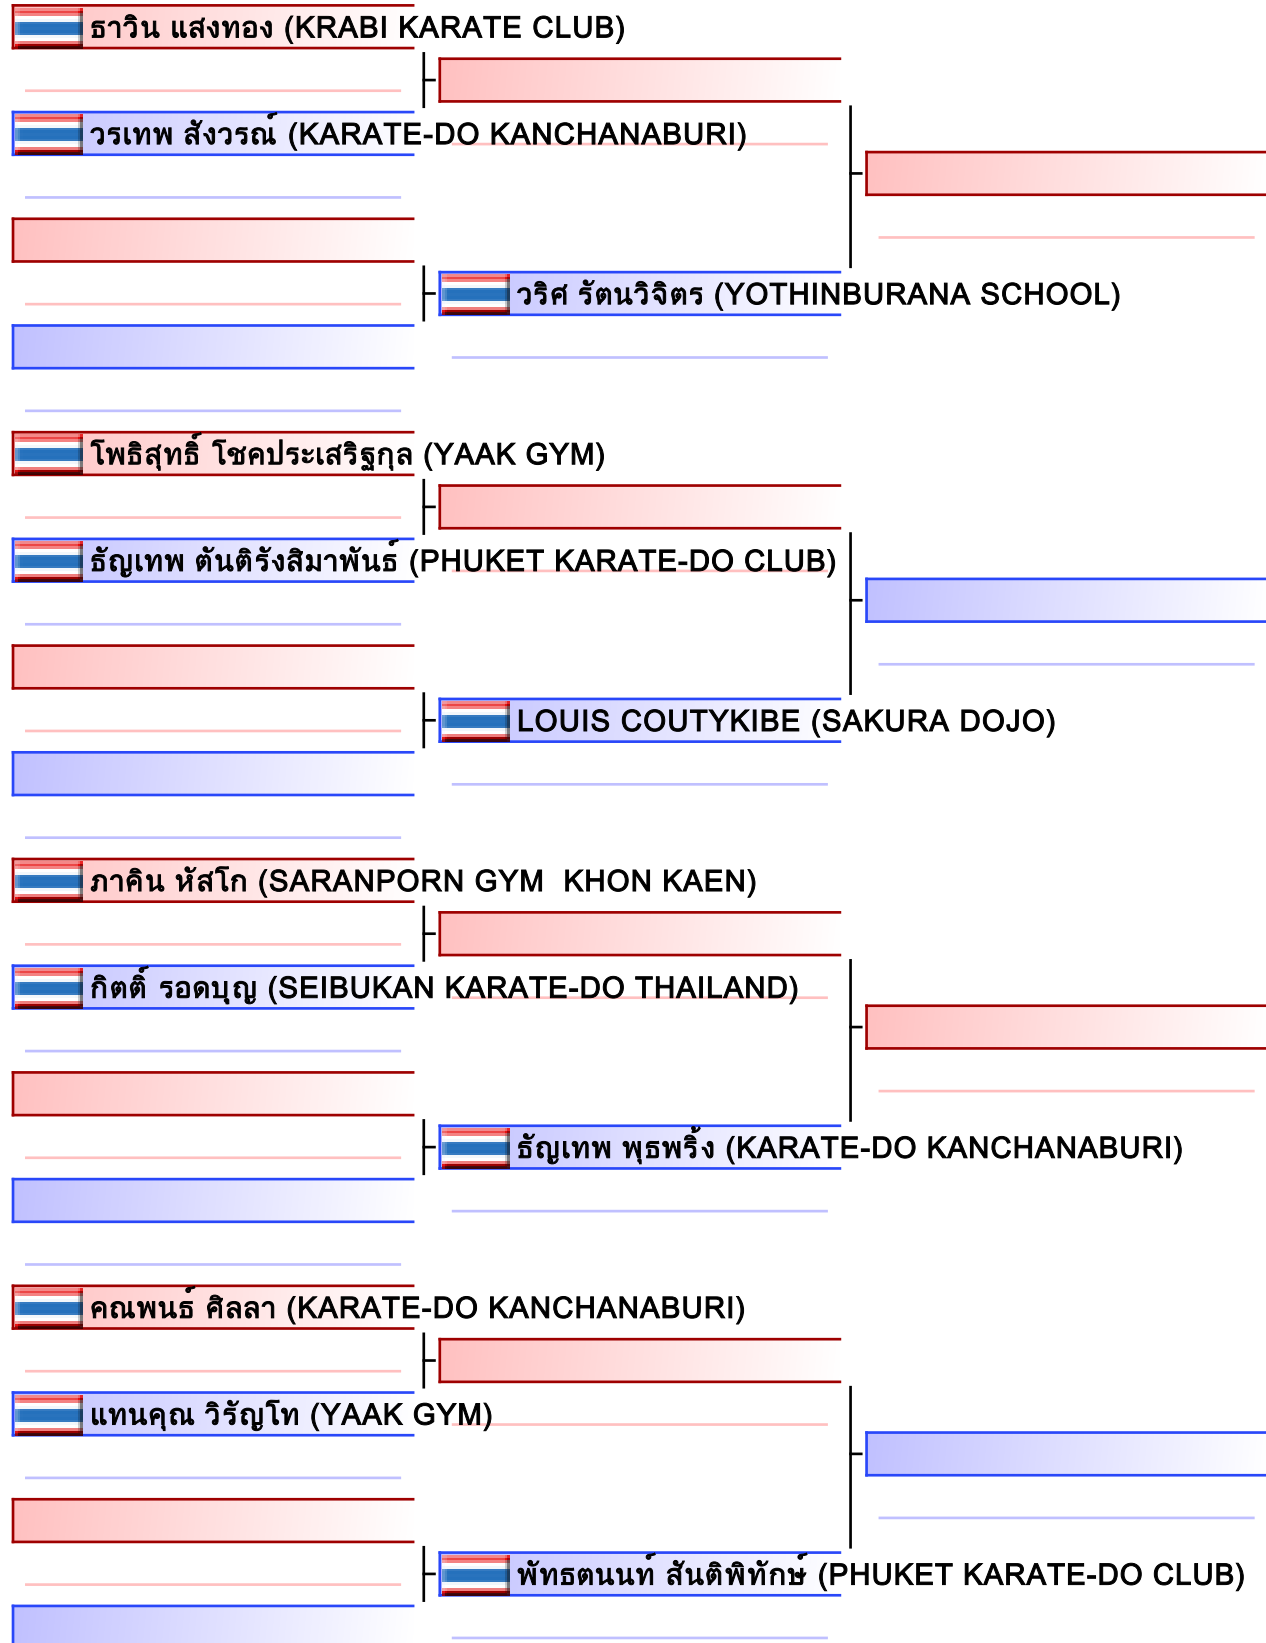 ธาวิน แสงทอง (KRABI KARATE CLUB)
วรเทพ สังวรณ์ (KARATE-DO KANCHANABURI)
วริศ รัตนวิจิตร (YOTHINBURANA SCHOOL)
โพธิสุทธิ์ โชคประเสริฐกุล (YAAK GYM)
ธัญเทพ ตันติรังสิมาพันธ์ (PHUKET KARATE-DO CLUB)
LOUIS COUTYKIBE (SAKURA DOJO)
ภาคิน หัสโก (SARANPORN GYM  KHON KAEN)
กิตติ์ รอดบุญ (SEIBUKAN KARATE-DO THAILAND)
ธัญเทพ พุธพริ้ง (KARATE-DO KANCHANABURI)
คณพนธ์ ศิลลา (KARATE-DO KANCHANABURI)
แทนคุณ วิรัญโท (YAAK GYM)
พัทธตนนท์ สันติพิทักษ์ (PHUKET KARATE-DO CLUB)